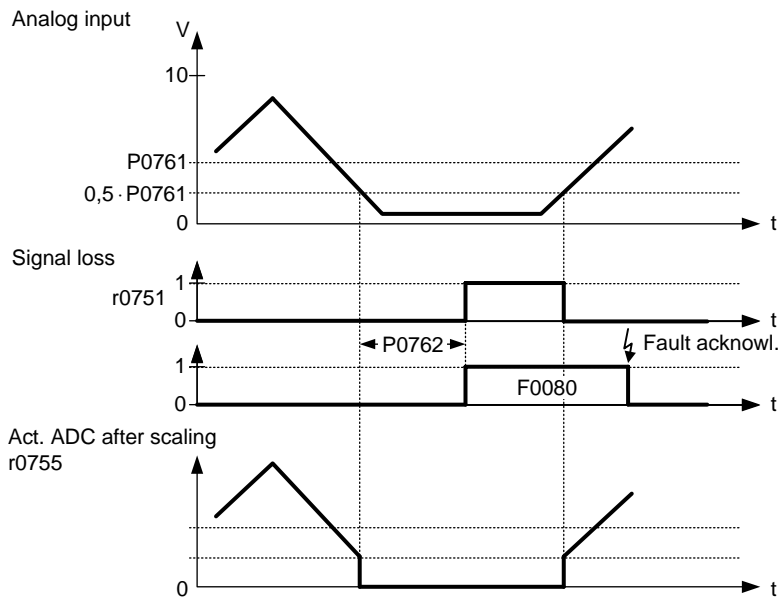 Analog input
V
10
P0761
0,5 · P0761
0
t
Signal loss
1
r0751
0
t
P0762
Fault acknowl.
1
F0080
0
t
Act. ADC after scaling
r0755
0
t